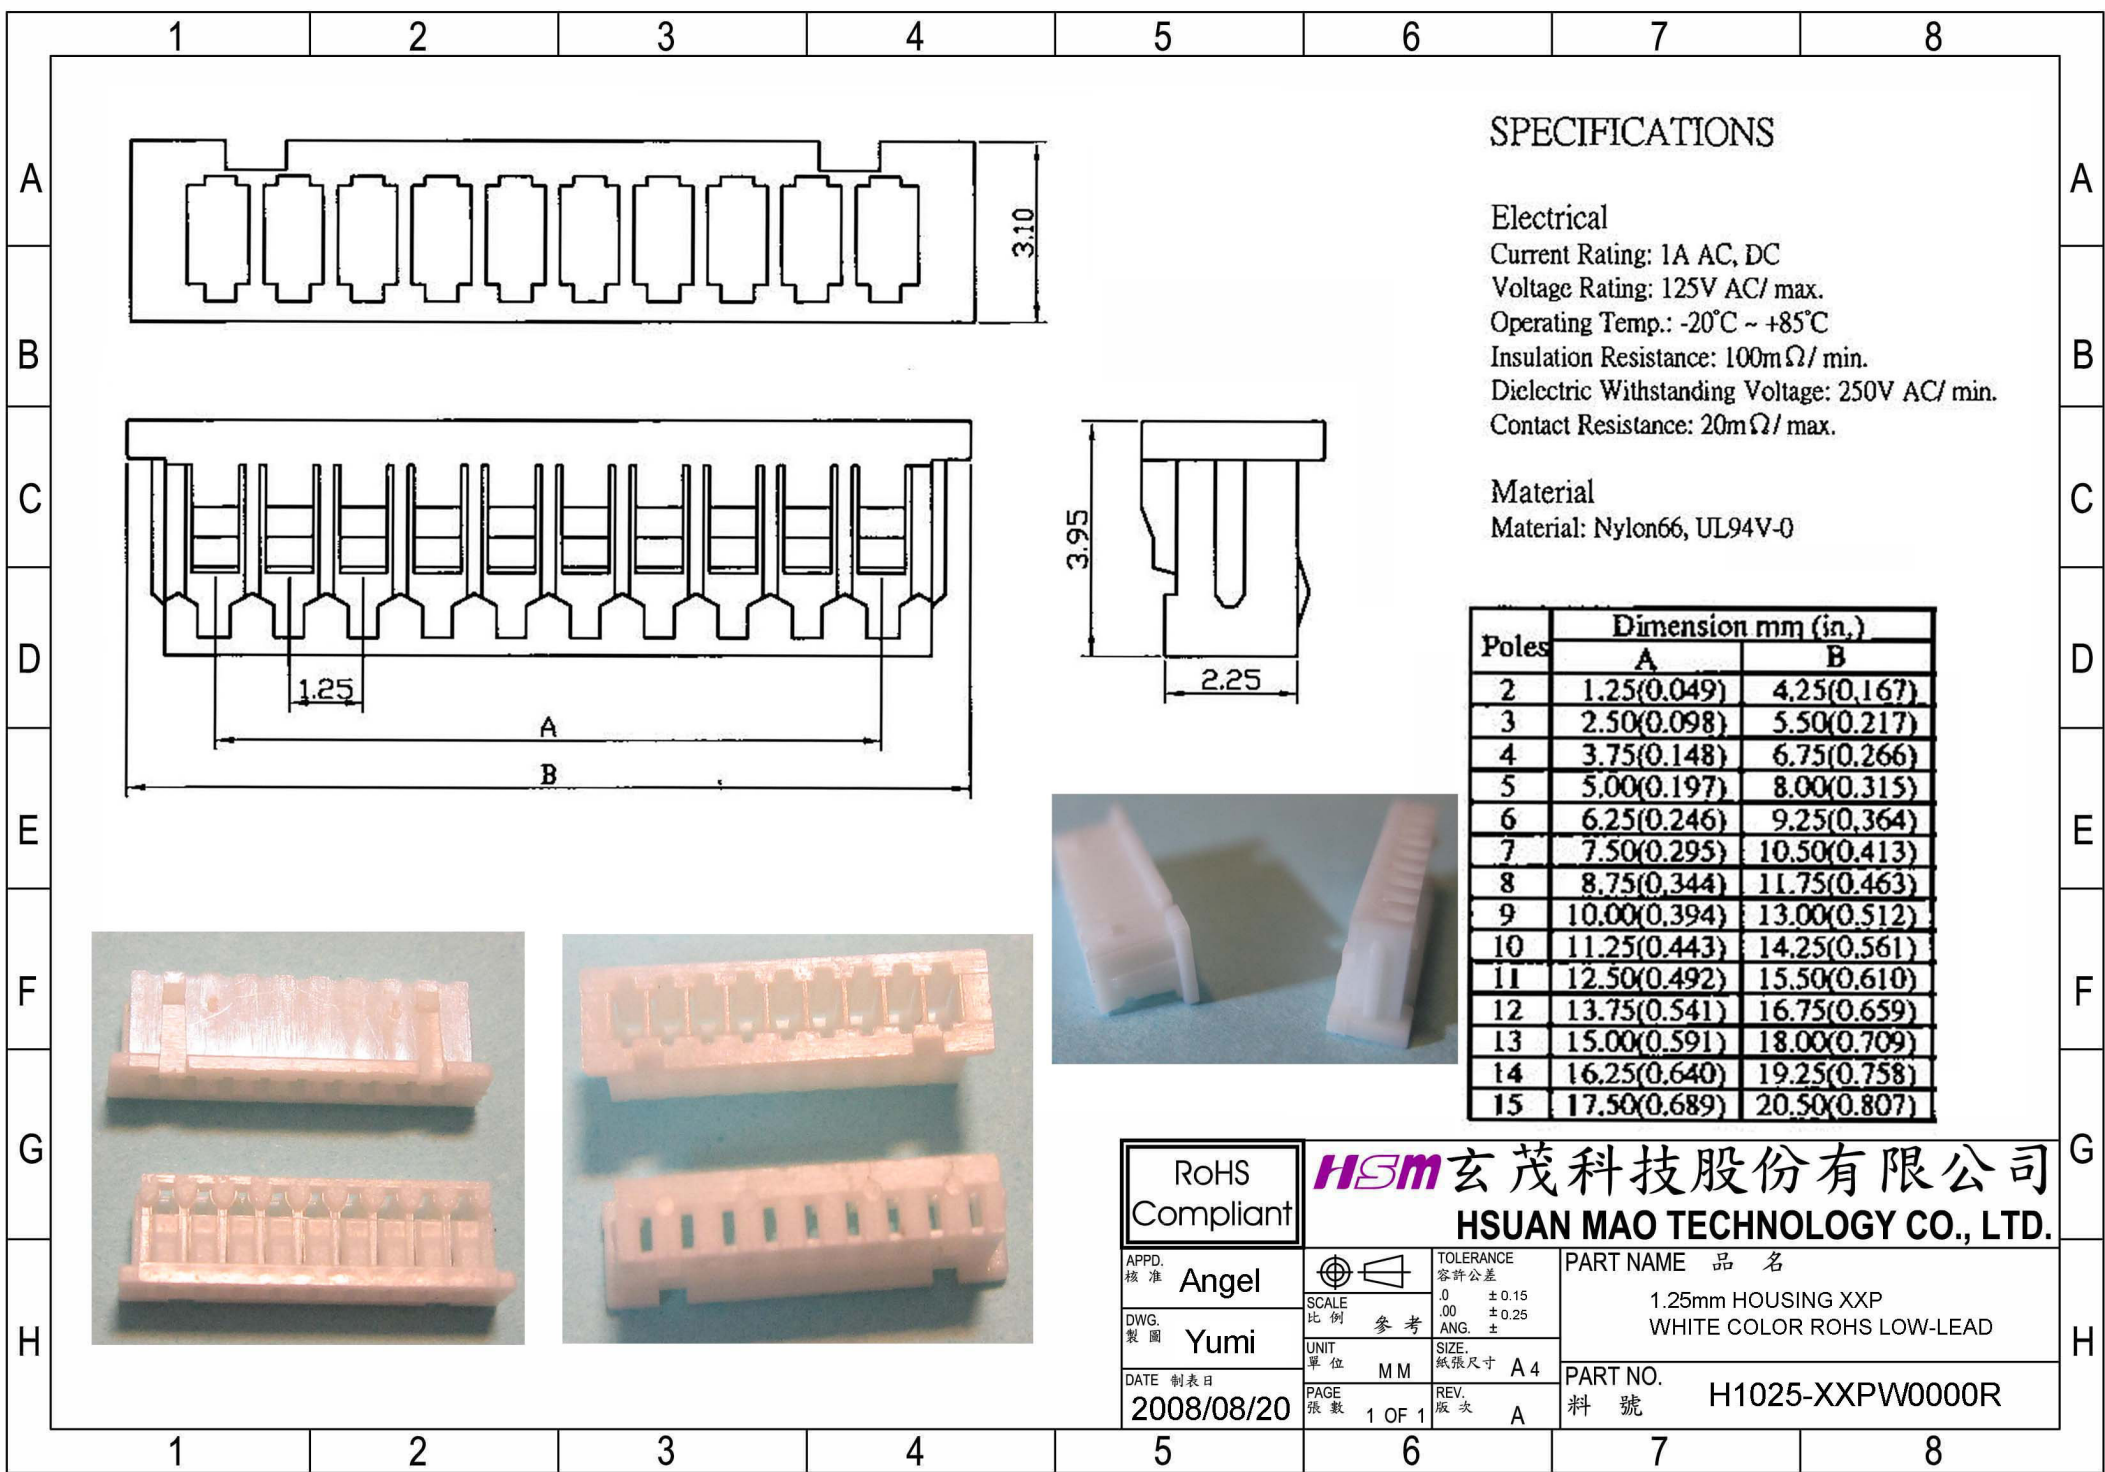 1 2 3 4 5 6 7 8
A A
B B
C C
D D
E E
F F
G G
H H
3.10
1.25
A
B
3.95
2.25
SPECIFICATIONS
Electrical
Current Rating: 1A AC, DC
Voltage Rating: 125V AC/ max.
Operating Temp.: -20°C ~ +85°C
Insulation Resistance: 100mΩ/ min.
Dielectric Withstanding Voltage: 250V AC/ min.
Contact Resistance: 20mΩ/ max.
Material
Material: Nylon66, UL94V-0
Poles Dimension mm (in.)
A B
2 1.25(0.049) 4.25(0.167)
3 2.50(0.098) 5.50(0.217)
4 3.75(0.148) 6.75(0.266)
5 5.00(0.197) 8.00(0.315)
6 6.25(0.246) 9.25(0.364)
7 7.50(0.295) 10.50(0.413)
8 8.75(0.344) 11.75(0.463)
9 10.00(0.394) 13.00(0.512)
10 11.25(0.443) 14.25(0.561)
11 12.50(0.492) 15.50(0.610)
12 13.75(0.541) 16.75(0.659)
13 15.00(0.591) 18.00(0.709)
14 16.25(0.640) 19.25(0.758)
15 17.50(0.689) 20.50(0.807)
RoHS
Compliant
HSm 玄茂科技股份有限公司
HSUAN MAO TECHNOLOGY CO., LTD.
APPD.
核 准 Angel
DWG.
製 圖 Yumi
DATE 制表日
2008/08/20
SCALE
比 例 參 考
UNIT
單 位 MM
PAGE
張 數 1 OF 1
TOLERANCE
容許公差
.0 ± 0.15
.00 ± 0.25
ANG. ±
SIZE.
紙張尺寸 A4
REV.
版 次 A
PART NAME 品 名
1.25mm HOUSING XXP
WHITE COLOR ROHS LOW-LEAD
PART NO.
料 號 H1025-XXPW0000R
1 2 3 4 5 6 7 8